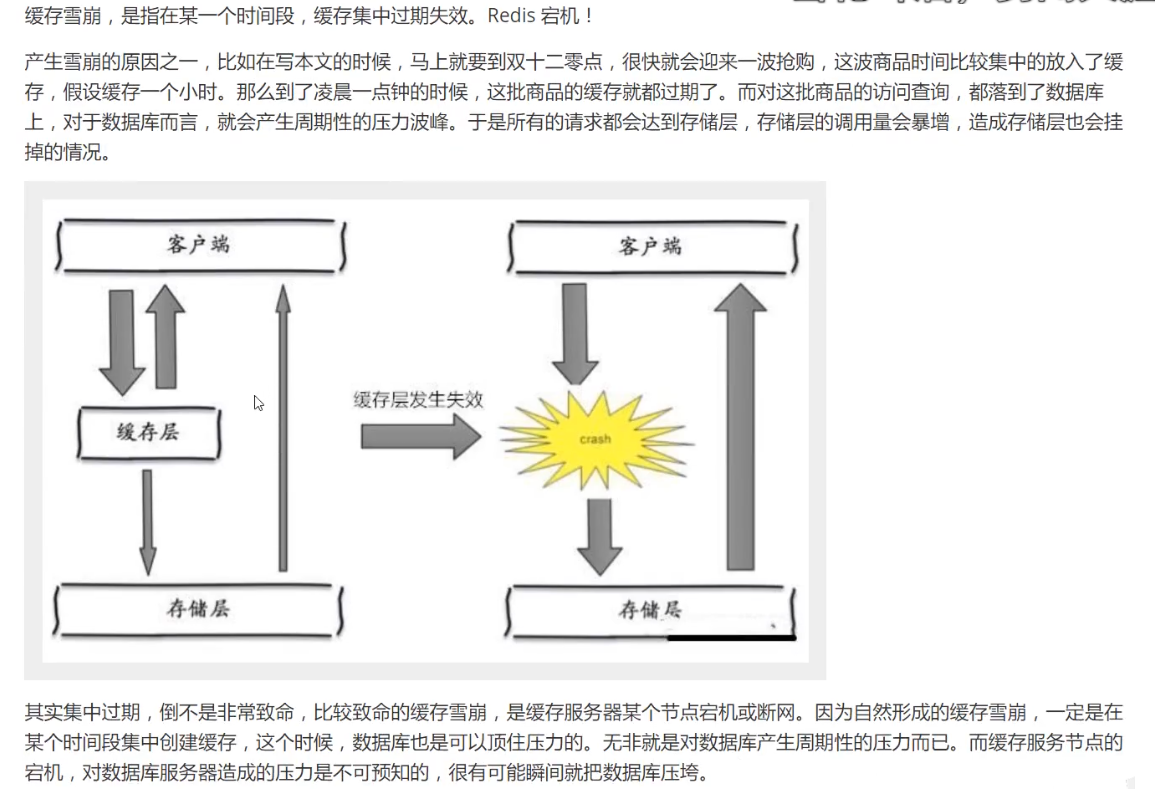 缓存雪崩，是指在某一个时间段，缓存集中过期失效。Redis 宕机！
产生雪崩的原因之一，比如在写本文的时候，马上就要到双十二零点，很快就会迎来一波抢购，这波商品时间比较集中的放入了缓
存，假设缓存一个小时。那么到了凌晨一点钟的时候，这批商品的缓存就都过期了。而对这批商品的访问查询，都落到了数据库
上，对于数据库而言，就会产生周期性的压力波峰。于是所有的请求都会达到存储层，存储层的调用量会暴增，造成存储层也会挂
掉的情况。
客户端
客户端
缓存层发生失效
缓存层
crash
存储层
存储层
其实集中过期，倒不是非常致命，比较致命的缓存雪崩，是缓存服务器某个节点宕机或断网。因为自然形成的缓存雪崩，一定是在
某个时间段集中创建缓存，这个时候，数据库也是可以顶住压力的。无非就是对数据库产生周期性的压力而已。而缓存服务节点的
宕机，对数据库服务器造成的压力是不可预知的，很有可能瞬间就把数据库压垮。